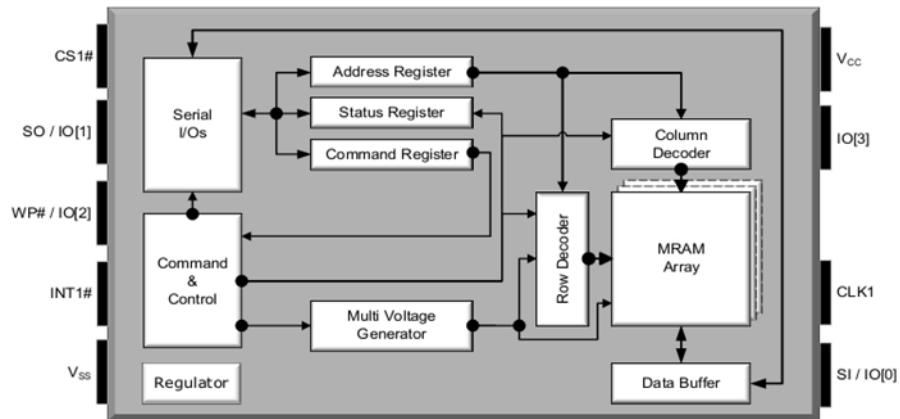 CS1#
SO / IO[1]
WP# / IO[2]
INT1#
VSS
Serial
I/Os
Command
&
Control
Regulator
Address Register
Status Register
Command Register
Multi Voltage
Generator
Row Decoder
Column
Decoder
MRAM
Array
Data Buffer
VCC
IO[3]
CLK1
SI / IO[0]